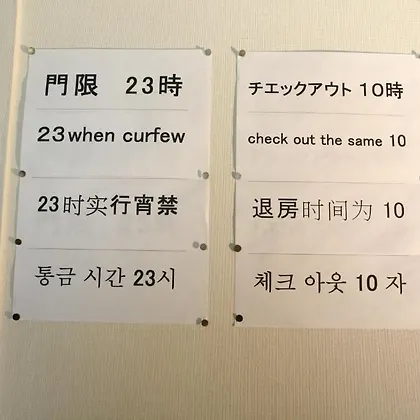 門限 23時
23when curfew
23时实行宵禁
통금 시간 23시
チエックアウト 10時
check out the same 10
退房时间为 10
체크 아웃 10 자